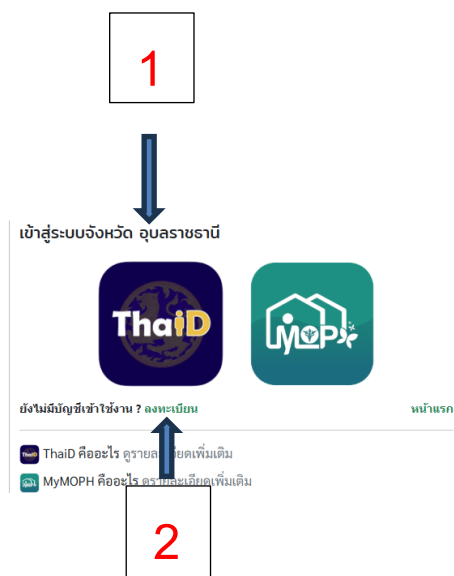 1
เข้าสู่ระบบจังหวัด อุบลราชธานี
ThaiD
MOPH
ยังไม่มีบัญชีเข้าใช้งาน ? ลงทะเบียน หน้าแรก
ThaiD คืออะไร ดูรายละเอียดเพิ่มเติม
MyMOPH คืออะไร ดูรายละเอียดเพิ่มเติม
2